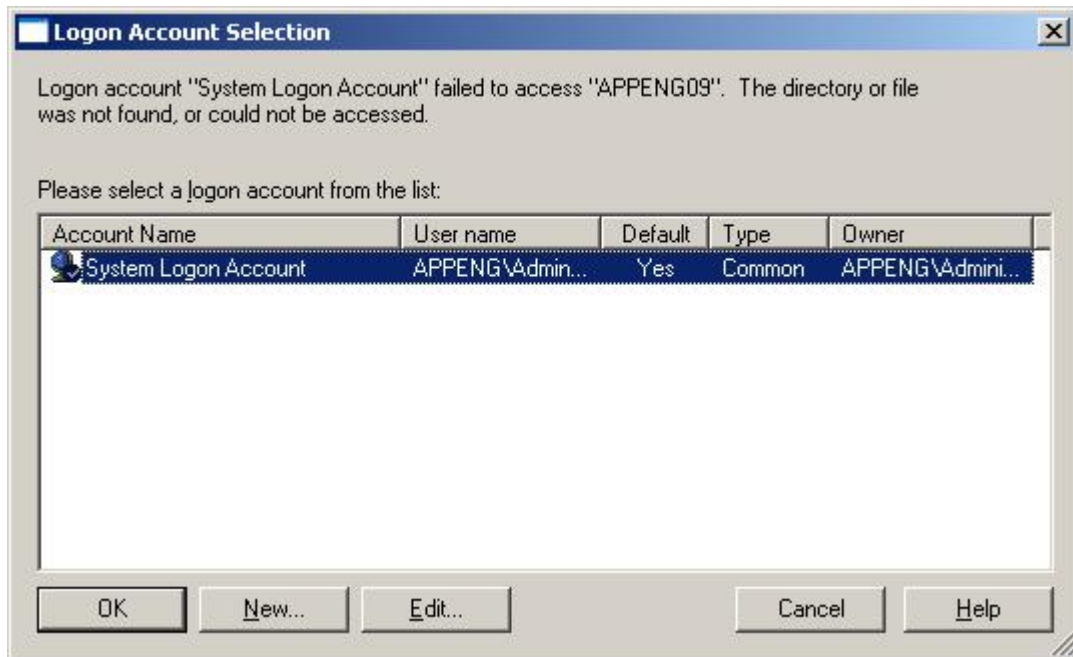 Logon Account Selection
Logon account "System Logon Account" failed to access "APPENG09". The directory or file
was not found, or could not be accessed.
Please select a logon account from the list:
Account Name User name Default Type Owner
System Logon Account APPENG\Admin... Yes Common APPENG\Admini...
OK New... Edit... Cancel Help